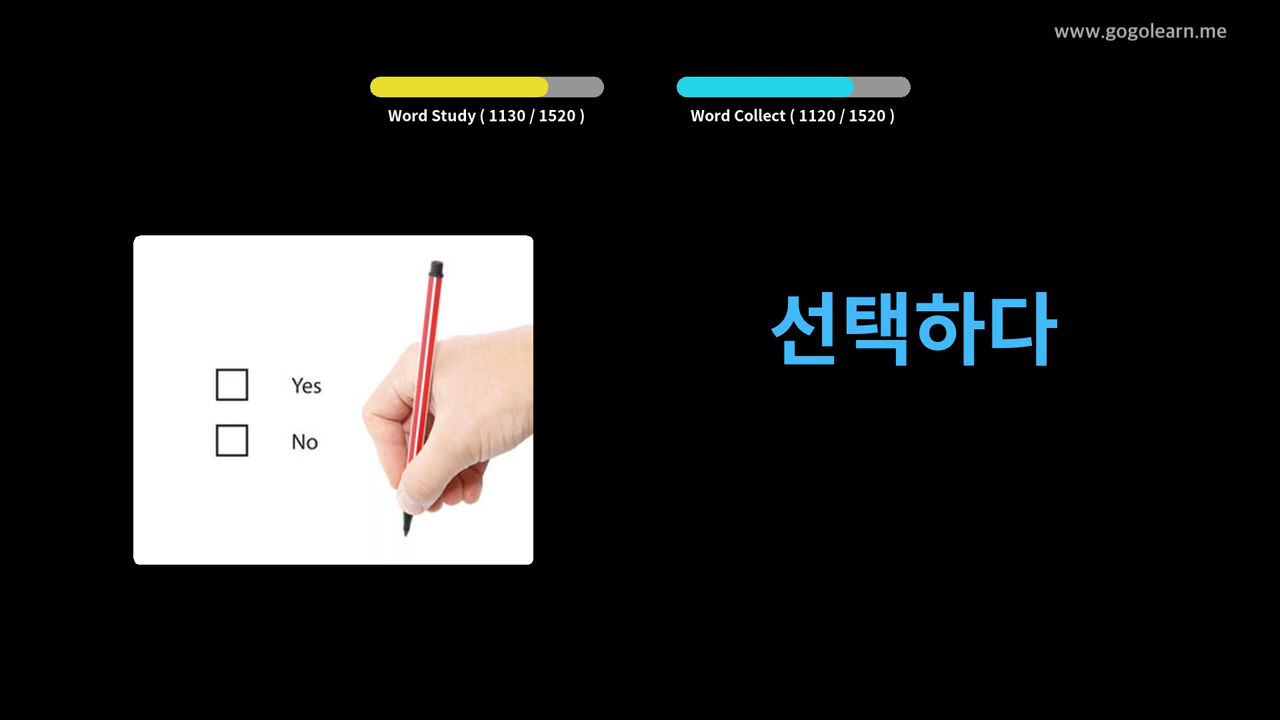 www.gogolearn.me
Word Study ( 1130 / 1520 )
Word Collect ( 1120 / 1520 )
선택하다
Yes
No